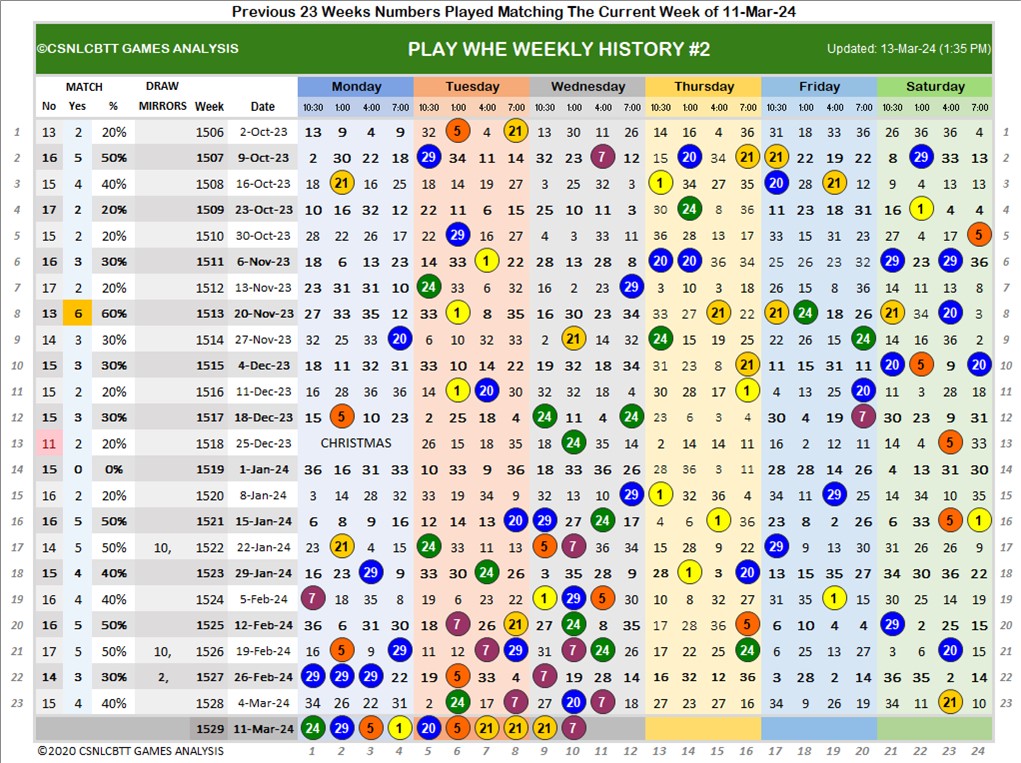 Previous 23 Weeks Numbers Played Matching The Current Week of 11-Mar-24
©CSNLCBTT GAMES ANALYSIS PLAY WHE WEEKLY HISTORY #2 Updated: 13-Mar-24 (1:35 PM)
MATCH DRAW Monday Tuesday Wednesday Thursday Friday Saturday
No Yes % MIRRORS Week Date 10:30 1:00 4:00 7:00 10:30 1:00 4:00 7:00 10:30 1:00 4:00 7:00 10:30 1:00 4:00 7:00 10:30 1:00 4:00 7:00 10:30 1:00 4:00 7:00
1 13 2 20% 1506 2-Oct-23 13 9 4 9 32 5 4 21 13 30 11 26 14 16 4 36 31 18 33 36 26 36 36 4 1
2 16 5 50% 1507 9-Oct-23 2 30 22 18 29 34 11 14 32 23 7 12 15 20 34 21 21 22 19 22 8 29 33 13 2
3 15 4 40% 1508 16-Oct-23 18 21 16 25 18 14 19 27 3 25 32 3 1 34 27 35 20 28 21 12 9 4 13 13 3
4 17 2 20% 1509 23-Oct-23 10 16 32 12 22 11 6 15 25 10 11 3 30 24 8 36 11 23 18 31 16 1 4 4 4
5 15 2 20% 1510 30-Oct-23 28 22 26 17 22 29 16 27 4 3 33 11 36 28 13 17 33 15 31 23 27 4 17 5 5
6 16 3 30% 1511 6-Nov-23 18 6 13 23 14 33 1 22 28 13 28 8 20 20 36 34 26 25 23 32 29 23 29 36 6
7 17 2 20% 1512 13-Nov-23 23 31 31 10 24 33 6 32 16 2 23 29 3 10 3 18 26 15 8 36 14 11 13 8 7
8 13 6 60% 1513 20-Nov-23 27 33 35 12 33 1 8 35 16 30 23 34 33 27 21 22 21 24 18 26 21 34 20 3 8
9 14 3 30% 1514 27-Nov-23 32 25 33 20 6 10 32 33 2 21 14 32 24 15 19 25 22 26 15 24 14 16 36 2 9
10 15 3 30% 1515 4-Dec-23 18 11 32 31 33 10 14 22 19 32 18 34 31 23 8 21 11 15 31 11 20 5 9 20 10
11 15 2 20% 1516 11-Dec-23 16 28 36 36 14 1 20 35 9 32 18 4 30 28 17 1 4 13 25 20 11 3 28 18 11
12 15 3 30% 1517 18-Dec-23 15 5 10 23 2 25 18 4 24 11 4 24 23 6 3 4 30 4 19 7 30 23 9 31 12
13 11 2 20% 1518 25-Dec-23 CHRISTMAS 26 15 18 35 18 24 14 35 2 14 14 11 16 2 12 11 14 4 5 33 13
14 15 0 0% 1519 1-Jan-24 36 16 31 33 10 33 9 36 18 33 36 26 28 36 3 11 28 28 14 26 4 13 31 30 14
15 16 2 20% 1520 8-Jan-24 3 14 28 32 33 19 34 9 32 13 10 29 1 32 36 4 34 11 29 25 14 34 10 35 15
16 16 5 50% 1521 15-Jan-24 6 8 9 16 12 14 13 20 29 27 24 17 4 6 1 16 23 8 2 26 6 33 5 1 16
17 14 5 50% 10, 1522 22-Jan-24 23 21 4 15 24 33 11 13 5 7 36 34 15 28 9 22 29 9 13 30 31 26 26 9 17
18 15 4 40% 1523 29-Jan-24 16 23 29 9 33 30 24 26 3 35 28 9 28 1 3 20 13 15 35 27 34 30 36 22 18
19 16 4 40% 1524 5-Feb-24 7 18 35 8 19 6 23 22 1 29 5 30 10 8 32 27 31 35 1 15 30 25 14 19 19
20 16 5 50% 1525 12-Feb-24 36 6 31 30 18 7 26 21 27 24 8 35 17 28 36 5 6 10 4 4 29 2 25 15 20
21 17 5 50% 10, 1526 19-Feb-24 16 5 9 29 11 12 7 29 31 7 24 26 17 22 25 24 6 25 13 27 3 6 20 15 21
22 14 3 30% 2, 1527 26-Feb-24 29 29 29 22 19 5 33 4 7 19 28 14 16 32 12 36 3 28 2 14 36 35 2 14 22
23 15 4 40% 1528 4-Mar-24 34 26 22 31 2 24 17 7 27 20 7 18 27 23 27 16 34 9 26 19 34 11 21 10 23
1529 11-Mar-24 24 29 5 1 20 5 21 21 21 7
©2020 CSNLCBTT GAMES ANALYSIS 1 2 3 4 5 6 7 8 9 10 11 12 13 14 15 16 17 18 19 20 21 22 23 24